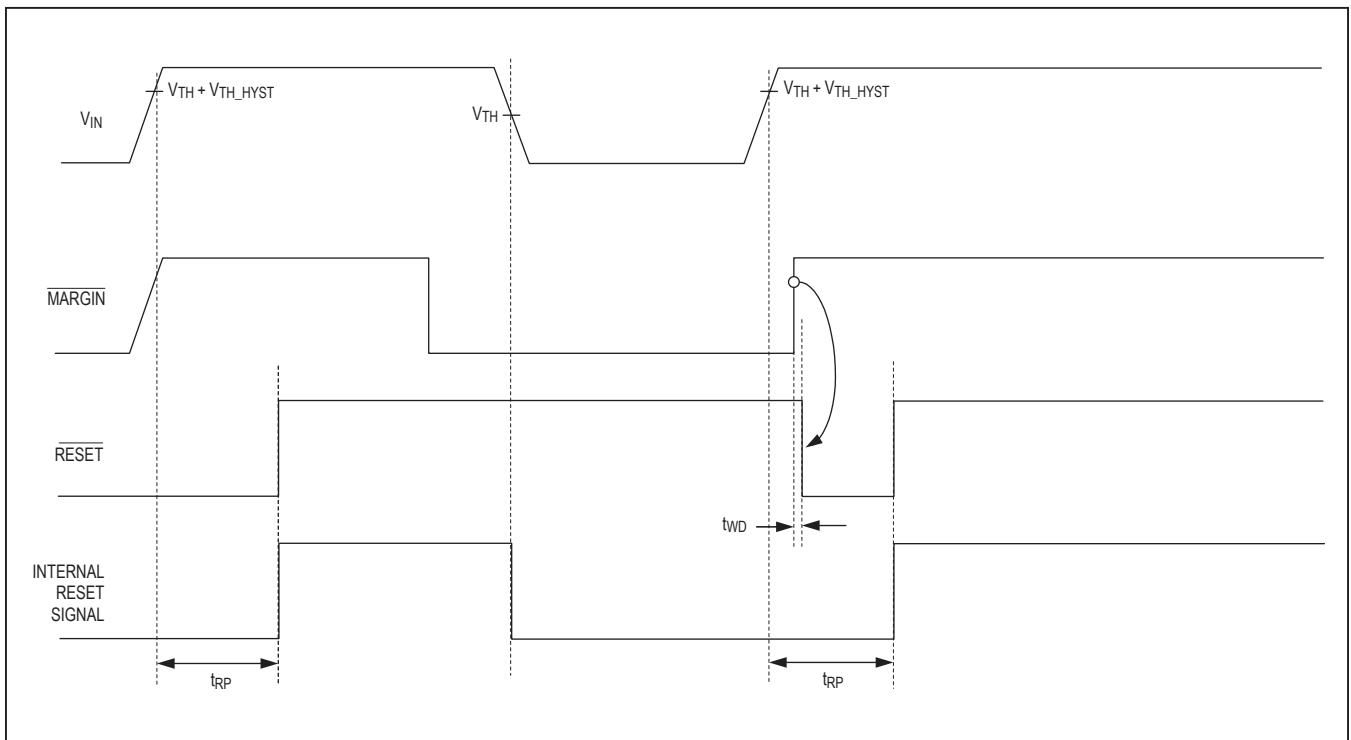 VTH + VTH_HYST
VTH + VTH_HYST
VTH
VIN
MARGIN
RESET
tWD
INTERNAL
RESET
SIGNAL
tRP
tRP